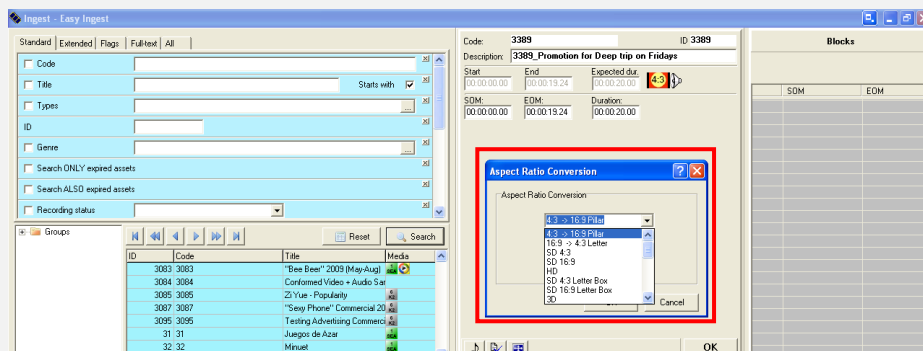 Ingest - Easy Ingest
Standard Extended Flags Full-text All
Code
Title Starts with
Types ...
ID
Genre ...
Search ONLY expired assets
Search ALSO expired assets
Recording status
Groups
Reset Search
ID Code Title Media
3083 3083 "Bee Beer" 2009 (May-Aug)
3084 3084 Conformed Video + Audio Sar
3085 3085 Zi Yue - Popularity
3087 3087 "Sexy Phone" Commercial 20
3095 3095 Testing Advertising Commerci
31 31 Juegos de Azar
32 32 Minuet
Code: 3389 ID 3389
Description: 3389_Promotion for Deep trip on Fridays
Start End Expected dur.
00:00:00.00 00:00:19.24 00:00:20.00 4:3
SOM: EOM: Duration:
00:00:00.00 00:00:19.24 00:00:20.00
Aspect Ratio Conversion
Aspect Ratio Conversion
4:3 -> 16:9 Pillar
4:3 -> 16:9 Pillar
16:9 -> 4:3 Letter
SD 4:3
SD 16:9
HD
SD 4:3 Letter Box
SD 16:9 Letter Box
3D
Cancel
OK
Blocks
SOM EOM